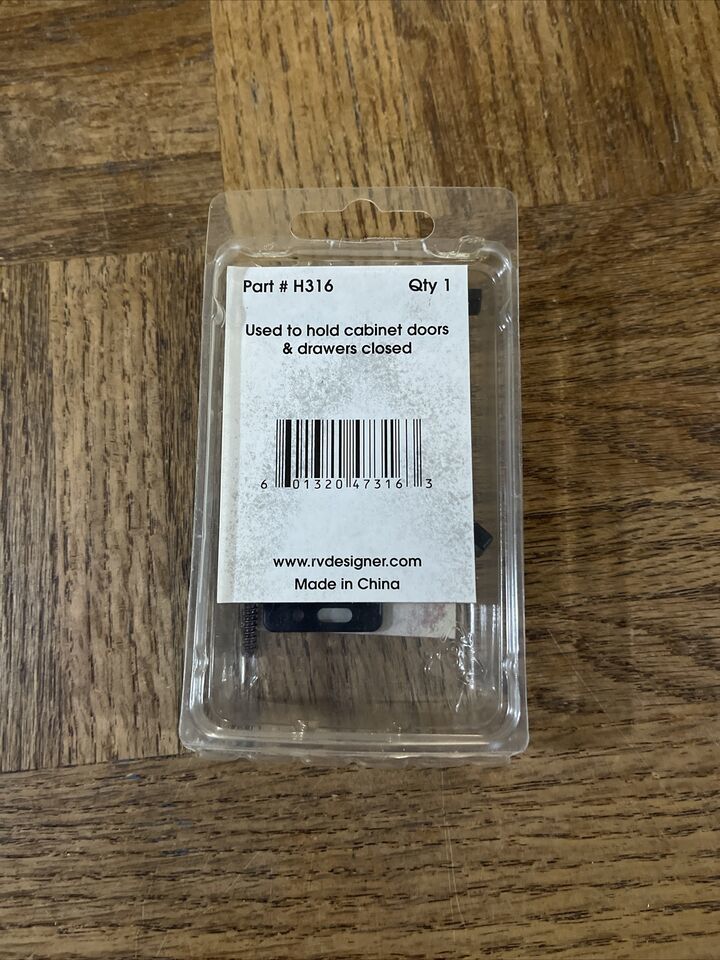 Part # H316 Qty 1
Used to hold cabinet doors
& drawers closed
6 01320 47316 3
www.rvdesigner.com
Made in China